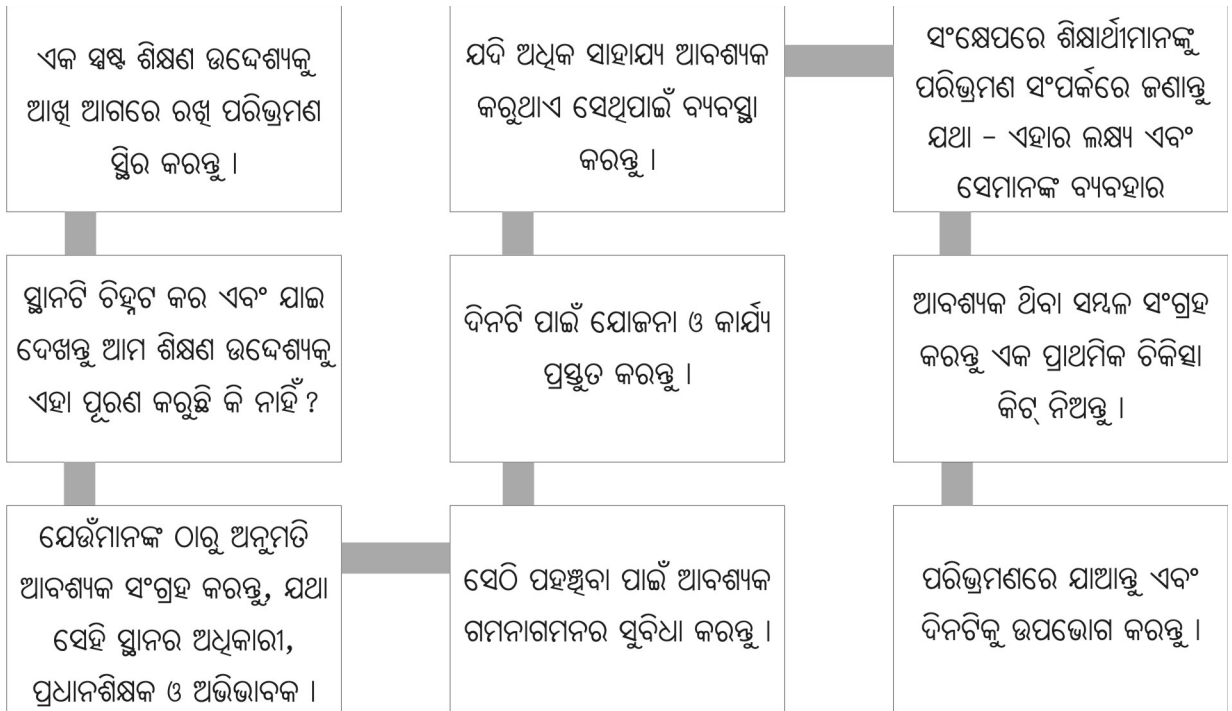 ଏକ ସ୍ପଷ୍ଟ ଶିକ୍ଷଣ ଉଦ୍ଦେଶ୍ୟକୁ
ଆଖି ଆଗରେ ରଖି ପରିଭ୍ରମଣ
ସ୍ଥିର କରନ୍ତୁ ।
ସ୍ଥାନଟି ଚିହ୍ନଟ କର ଏବଂ ଯାଇ
ଦେଖନ୍ତୁ ଆମ ଶିକ୍ଷଣ ଉଦ୍ଦେଶ୍ୟକୁ
ଏହା ପୂରଣ କରୁଛି କି ନାହିଁ ?
ଯେଉଁମାନଙ୍କ ଠାରୁ ଅନୁମତି
ଆବଶ୍ୟକ ସଂଗ୍ରହ କରନ୍ତୁ, ଯଥା
ସେହି ସ୍ଥାନର ଅଧିକାରୀ,
ପ୍ରଧାନଶିକ୍ଷକ ଓ ଅଭିଭାବକ ।
ସେଠି ପହଞ୍ଚିବା ପାଇଁ ଆବଶ୍ୟକ
ଗମନାଗମନର ସୁବିଧା କରନ୍ତୁ ।
ଦିନଟି ପାଇଁ ଯୋଜନା ଓ କାର୍ଯ୍ୟ
ପ୍ରସ୍ତୁତ କରନ୍ତୁ ।
ଯଦି ଅଧିକ ସାହାଯ୍ୟ ଆବଶ୍ୟକ
କରୁଥାଏ ସେଥିପାଇଁ ବ୍ୟବସ୍ଥା
କରନ୍ତୁ ।
ସଂକ୍ଷେପରେ ଶିକ୍ଷାର୍ଥୀମାନଙ୍କୁ
ପରିଭ୍ରମଣ ସଂପର୍କରେ ଜଣାନ୍ତୁ
ଯଥା – ଏହାର ଲକ୍ଷ୍ୟ ଏବଂ
ସେମାନଙ୍କ ବ୍ୟବହାର
ଆବଶ୍ୟକ ଥିବା ସମ୍ବଳ ସଂଗ୍ରହ
କରନ୍ତୁ ଏକ ପ୍ରାଥମିକ ଚିକିତ୍ସା
କିଟ୍ ନିଅନ୍ତୁ ।
ପରିଭ୍ରମଣରେ ଯାଆନ୍ତୁ ଏବଂ
ଦିନଟିକୁ ଉପଭୋଗ କରନ୍ତୁ ।